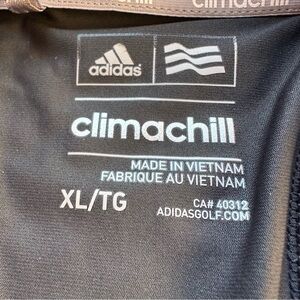 climachill
adidas
climachill
MADE IN VIETNAM
FABRIQUE AU VIETNAM
XL/TG
CA# 40312
ADIDASGOLF.COM